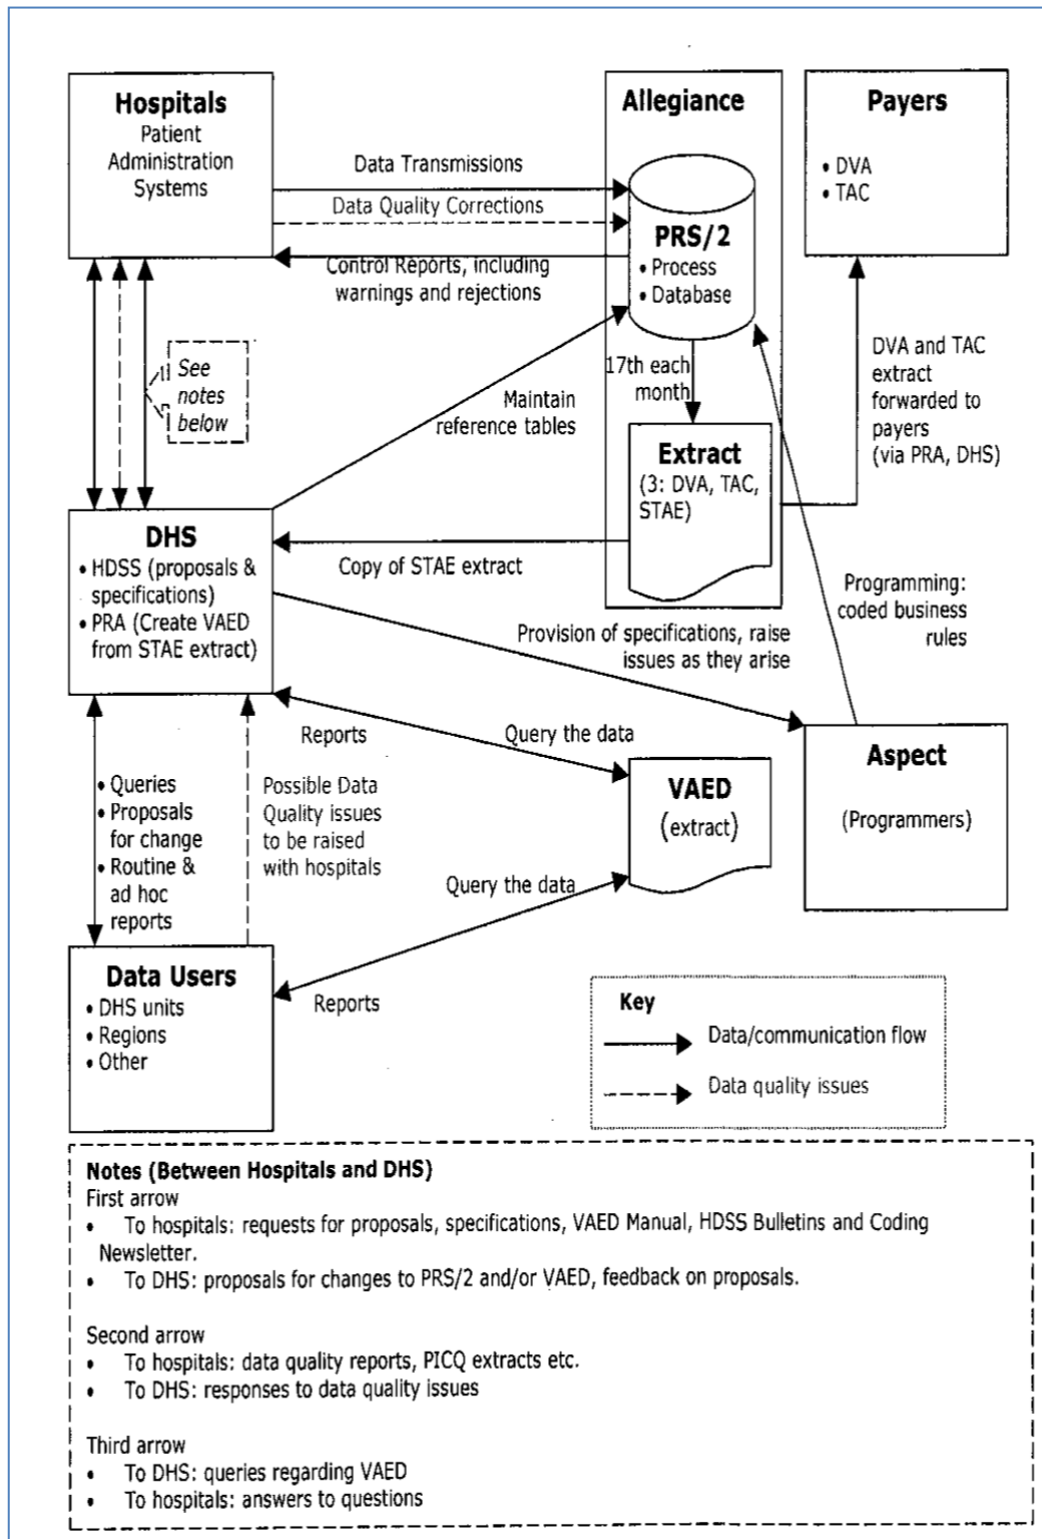 Hospitals
Patient
Administration
Systems
Data Transmissions
Data Quality Corrections
Control Reports, including
warnings and rejections
Allegiance
PRS/2
• Process
• Database
17th each
month
Extract
(3: DVA, TAC,
STAE)
Payers
• DVA
• TAC
DVA and TAC
extract
forwarded to
payers
(via PRA, DHS)
See
notes
below
Maintain
reference tables
DHS
• HDSS (proposals &
specifications)
• PRA (Create VAED
from STAE extract)
Copy of STAE extract
Provision of specifications, raise
issues as they arise
Programming:
coded business
rules
Aspect
(Programmers)
Reports
Query the data
VAED
(extract)
• Queries
• Proposals
for change
• Routine &
ad hoc
reports
Possible Data
Quality issues
to be raised
with hospitals
Query the data
Reports
Data Users
• DHS units
• Regions
• Other
Key
Data/communication flow
Data quality issues
Notes (Between Hospitals and DHS)
First arrow
• To hospitals: requests for proposals, specifications, VAED Manual, HDSS Bulletins and Coding
Newsletter.
• To DHS: proposals for changes to PRS/2 and/or VAED, feedback on proposals.
Second arrow
• To hospitals: data quality reports, PICQ extracts etc.
• To DHS: responses to data quality issues
Third arrow
• To DHS: queries regarding VAED
• To hospitals: answers to questions